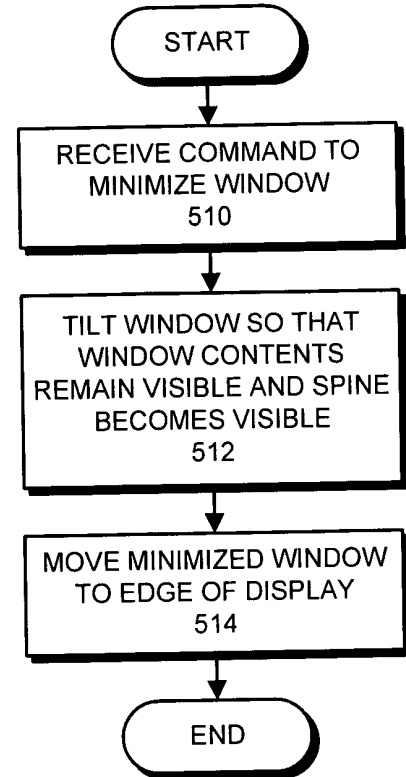 START
RECEIVE COMMAND TO
MINIMIZE WINDOW
510
TILT WINDOW SO THAT
WINDOW CONTENTS
REMAIN VISIBLE AND SPINE
BECOMES VISIBLE
512
MOVE MINIMIZED WINDOW
TO EDGE OF DISPLAY
514
END